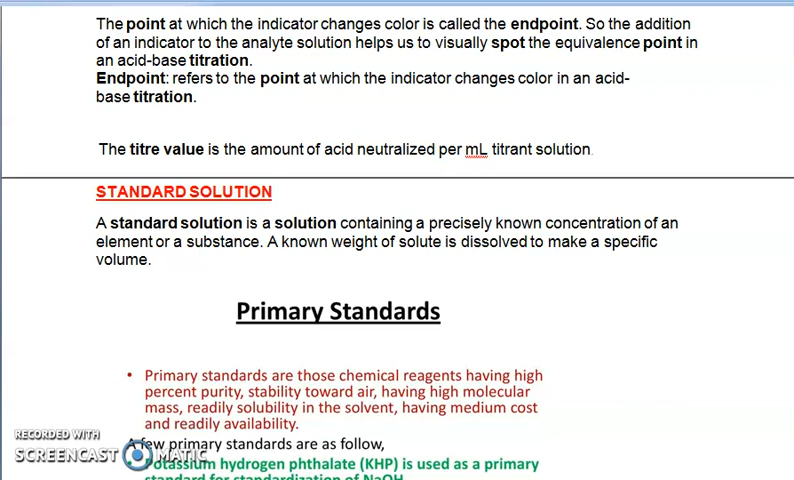 The point at which the indicator changes color is called the endpoint. So the addition
of an indicator to the analyte solution helps us to visually spot the equivalence point in
an acid-base titration.
Endpoint: refers to the point at which the indicator changes color in an acid-
base titration.
The titre value is the amount of acid neutralized per mL titrant solution.
STANDARD SOLUTION
A standard solution is a solution containing a precisely known concentration of an
element or a substance. A known weight of solute is dissolved to make a specific
volume.
Primary Standards
• Primary standards are those chemical reagents having high
percent purity, stability toward air, having high molecular
mass, readily solubility in the solvent, having medium cost
and readily availability.
A few primary standards are as follow,
Potassium hydrogen phthalate (KHP) is used as a primary
standard for standardization of NaOH
RECORDED WITH
SCREENCAST MATIC